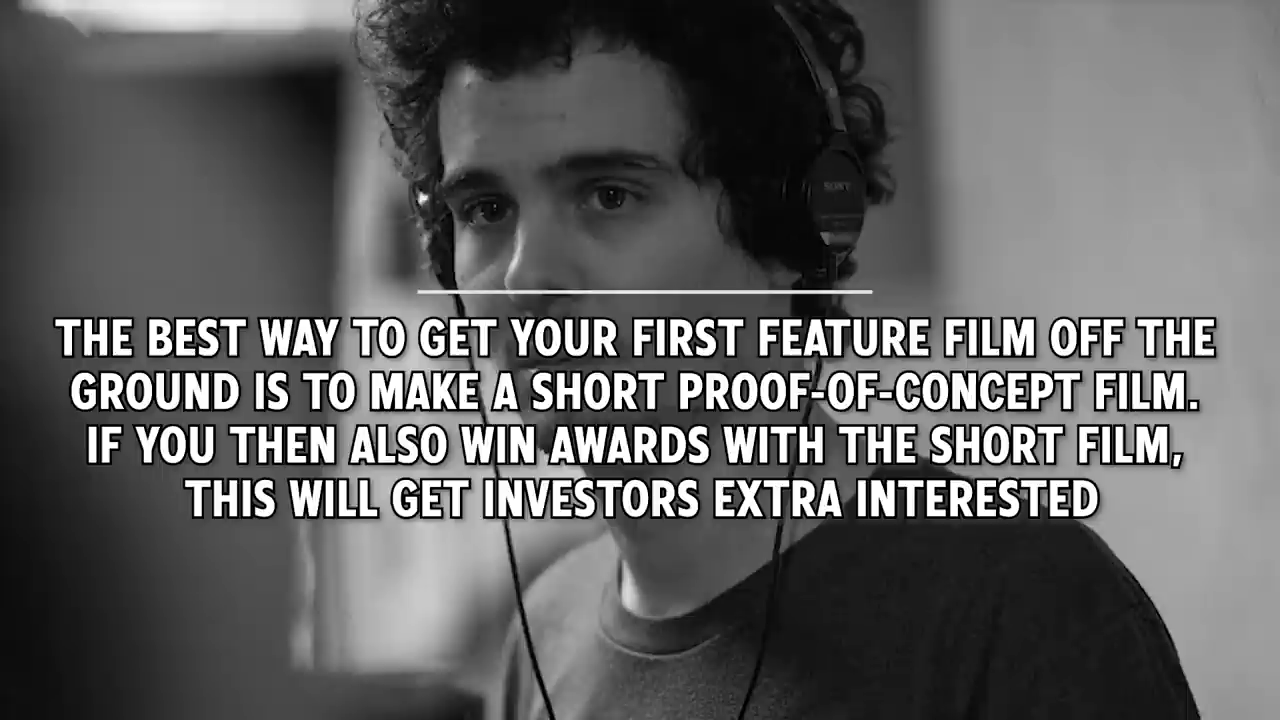 SONY
THE BEST WAY TO GET YOUR FIRST FEATURE FILM OFF THE
GROUND IS TO MAKE A SHORT PROOF-OF-CONCEPT FILM.
IF YOU THEN ALSO WIN AWARDS WITH THE SHORT FILM,
THIS WILL GET INVESTORS EXTRA INTERESTED